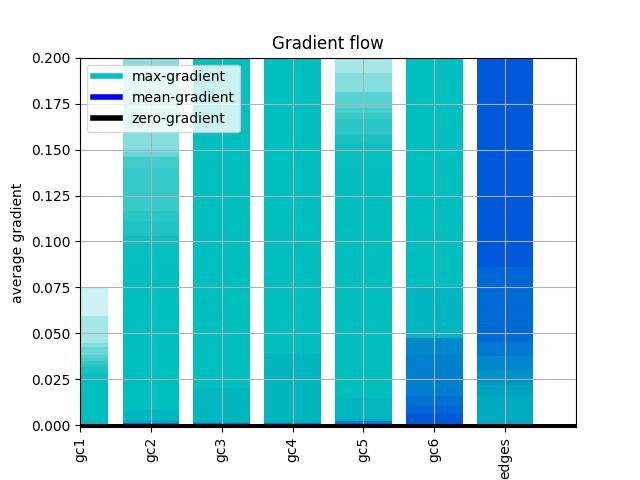 Gradient flow
0.200
0.175
0.150
0.125
0.100
0.075
0.050
0.025
0.000
average gradient
max-gradient
mean-gradient
zero-gradient
gc1
gc2
gc3
gc4
gc5
gc6
edges